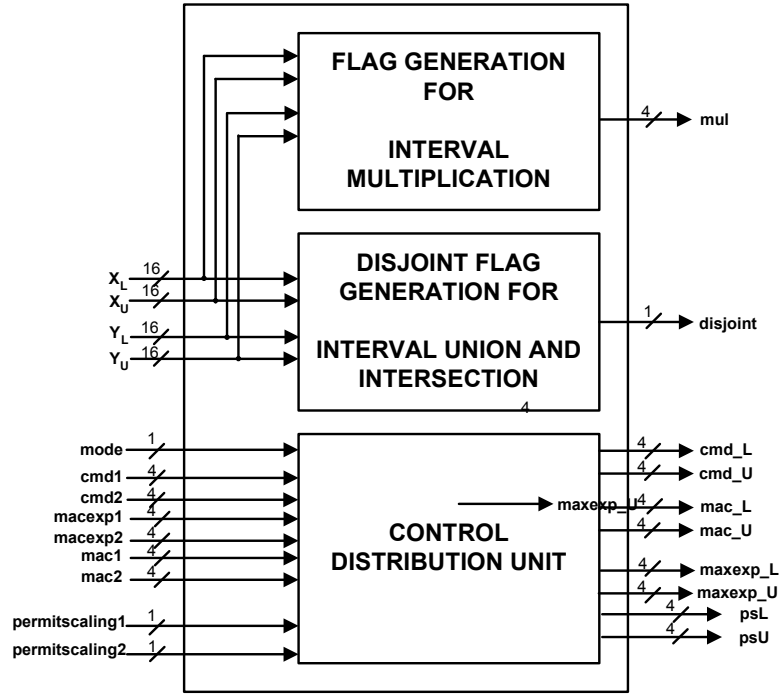 FLAG GENERATION
FOR
INTERVAL
MULTIPLICATION
4
mul
X_L
16
X_U
16
Y_L
16
Y_U
16
DISJOINT FLAG
GENERATION FOR
INTERVAL UNION AND
INTERSECTION
4
1
disjoint
mode
1
cmd1
4
cmd2
4
macexp1
4
macexp2
4
mac1
4
mac2
4
permitscaling1
1
permitscaling2
1
maxexp_U
CONTROL
DISTRIBUTION UNIT
4
cmd_L
4
cmd_U
4
mac_L
4
mac_U
4
maxexp_L
4
maxexp_U
4
psL
4
psU